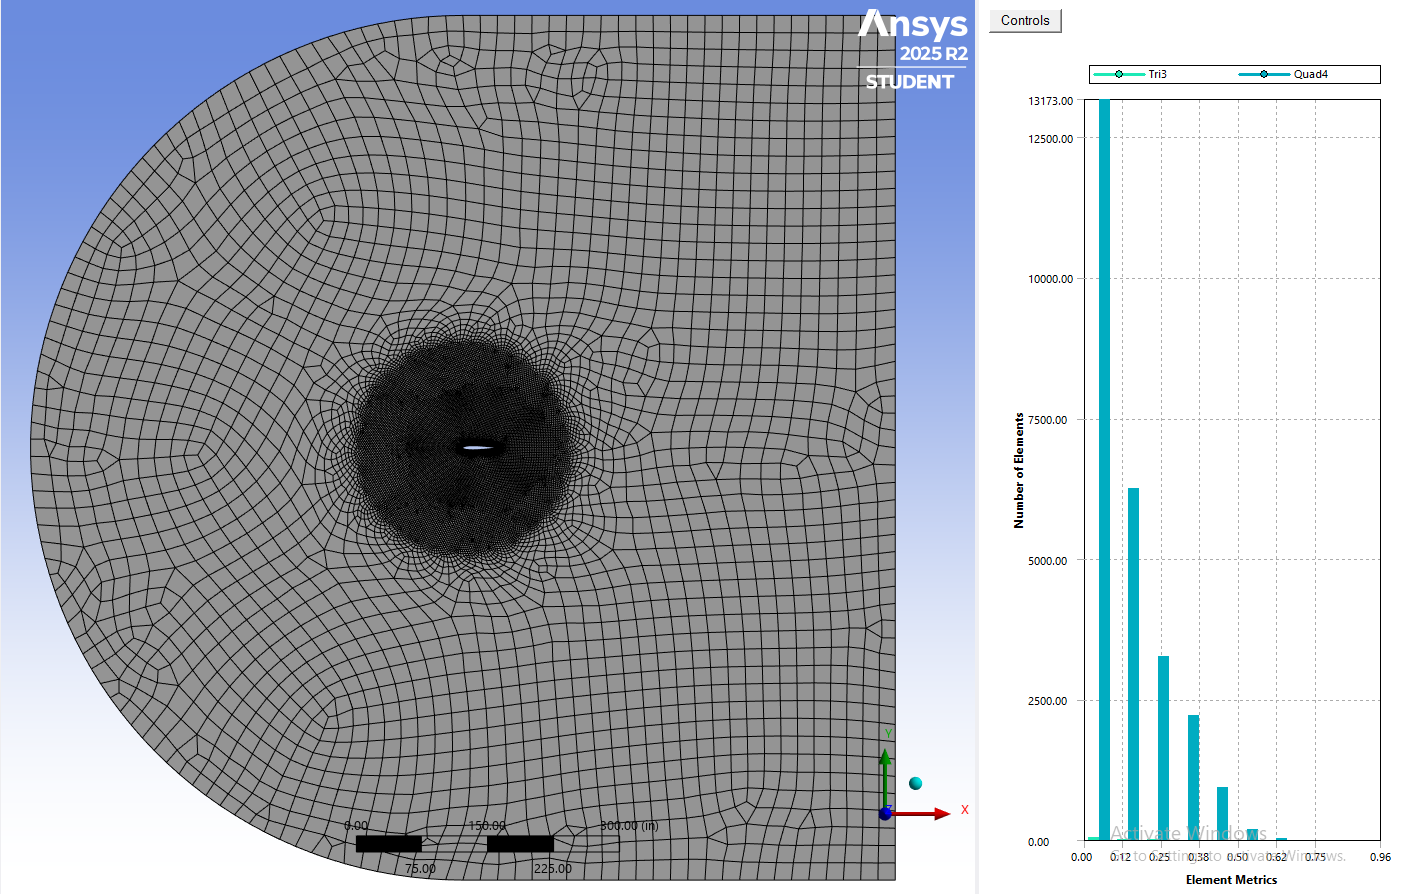 Ansys
2025 R2
STUDENT
Controls
Tri3
Quad4
13173.00
12500.00
10000.00
7500.00
5000.00
2500.00
0.00
Number of Elements
0.00 0.12 0.25 0.38 0.50 0.62 0.75 0.96
Element Metrics
Activate Windows
Go to Settings to activate Windows.
Y
X
Z
0.00 150.00 300.00 (in)
75.00 225.00